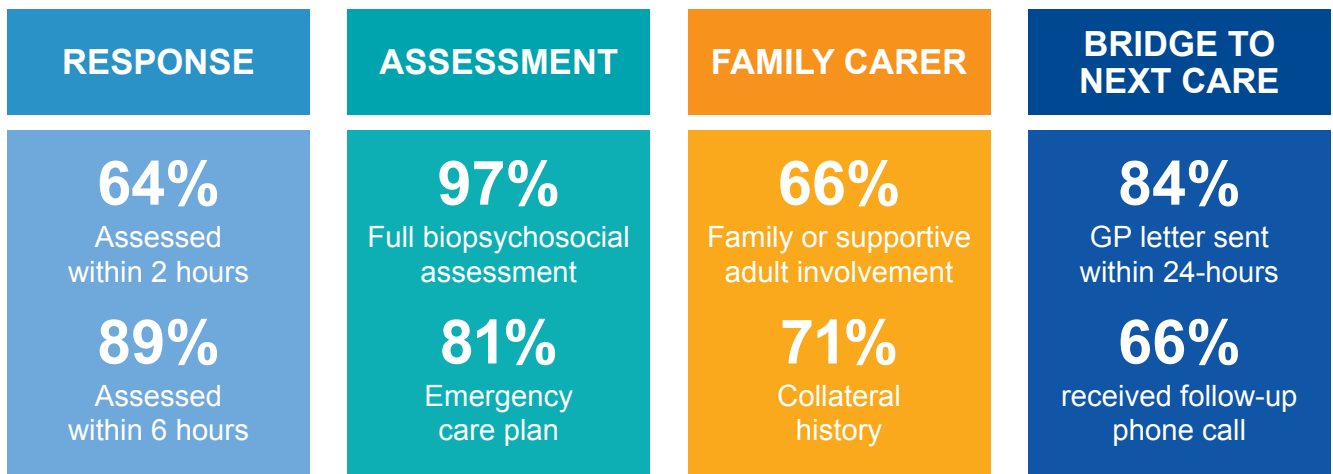 RESPONSE
64%
Assessed
within 2 hours
89%
Assessed
within 6 hours
ASSESSMENT
97%
Full biopsychosocial
assessment
81%
Emergency
care plan
FAMILY CARER
66%
Family or supportive
adult involvement
71%
Collateral
history
BRIDGE TO
NEXT CARE
84%
GP letter sent
within 24-hours
66%
received follow-up
phone call